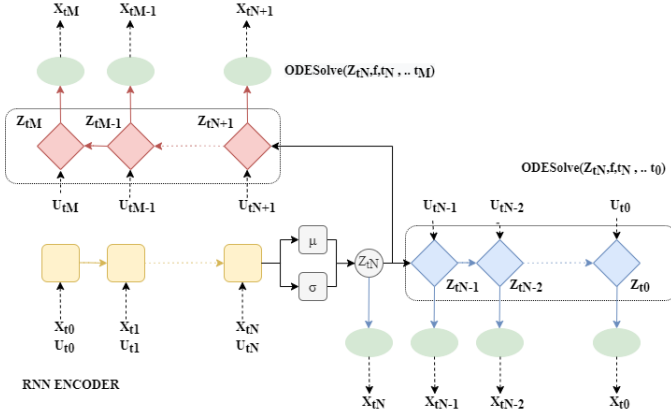 XtM XtM-1 XtN+1
ODESolve(ZtN,f,tN , .. tM)
ZtM ZtM-1 ZtN+1
ODESolve(ZtN,f,tN , .. t0)
UtM UtM-1 UtN+1 UtN-1 UtN-2 Ut0
μ
ZtN
σ
ZtN-1 ZtN-2 Zt0
Xt0 Xt1 XtN
Ut0 Ut1 UtN
RNN ENCODER
XtN XtN-1 XtN-2 Xt0